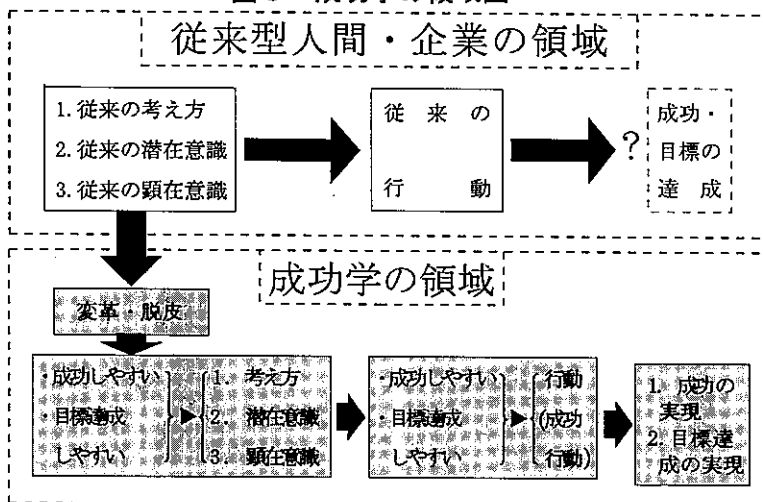 従来型人間・企業の領域
1.従来の考え方
2.従来の潜在意識
3.従来の顕在意識
従来の
行動
?
成功・
目標の
達成
成功学の領域
変革・脱皮
・成功しやすい
・目標達成
しやすい
1. 考え方
2. 潜在意識
3. 顕在意識
・成功しやすい
・目標達成
しやすい
行動
(成功
行動)
1. 成功の
実現
2. 目標達
成の実現